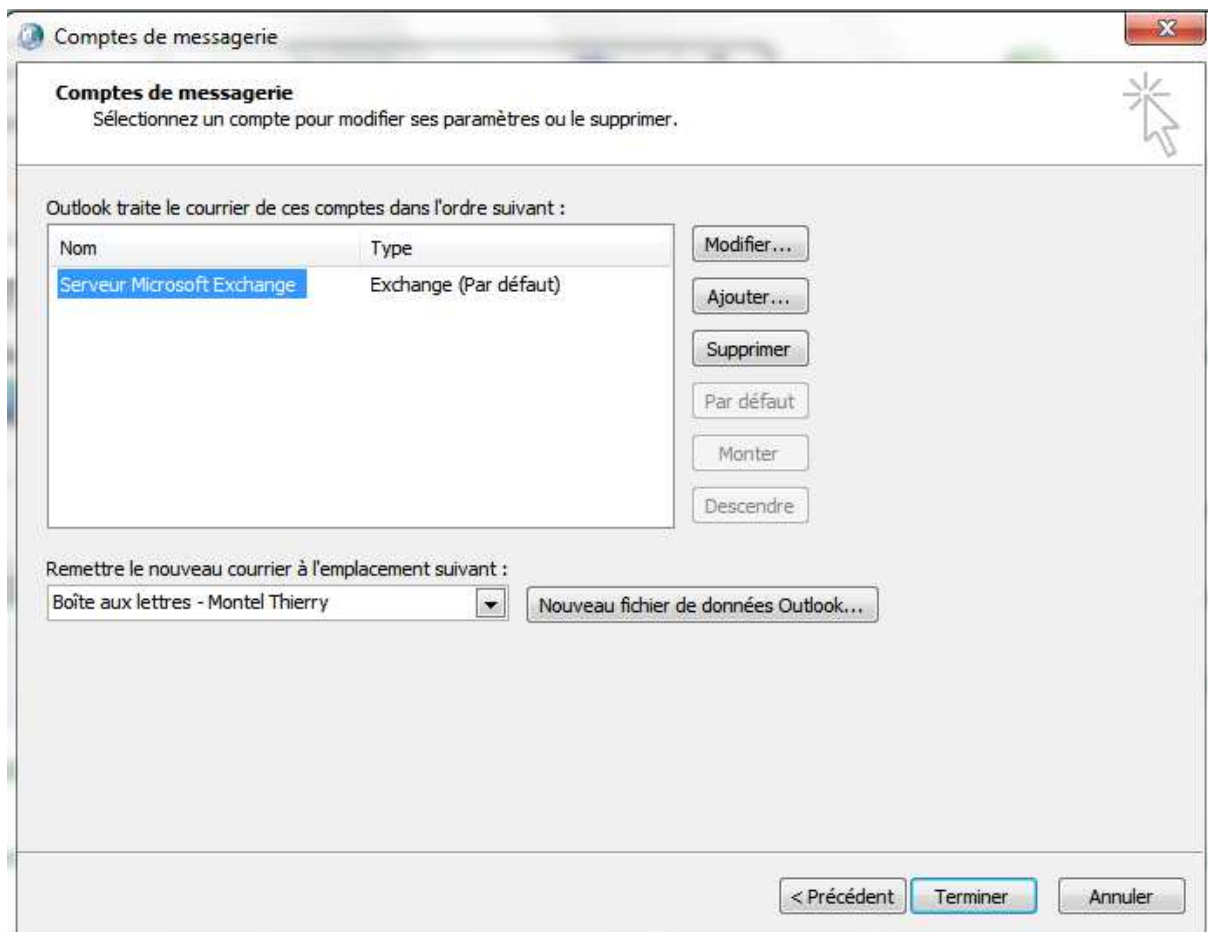 Comptes de messagerie
Comptes de messagerie
Sélectionnez un compte pour modifier ses paramètres ou le supprimer.
Outlook traite le courrier de ces comptes dans l'ordre suivant :
Nom Type
Serveur Microsoft Exchange Exchange (Par défaut)
Modifier...
Ajouter...
Supprimer
Par défaut
Monter
Descendre
Remettre le nouveau courrier à l'emplacement suivant :
Boîte aux lettres - Montel Thierry
Nouveau fichier de données Outlook...
< Précédent Terminer Annuler